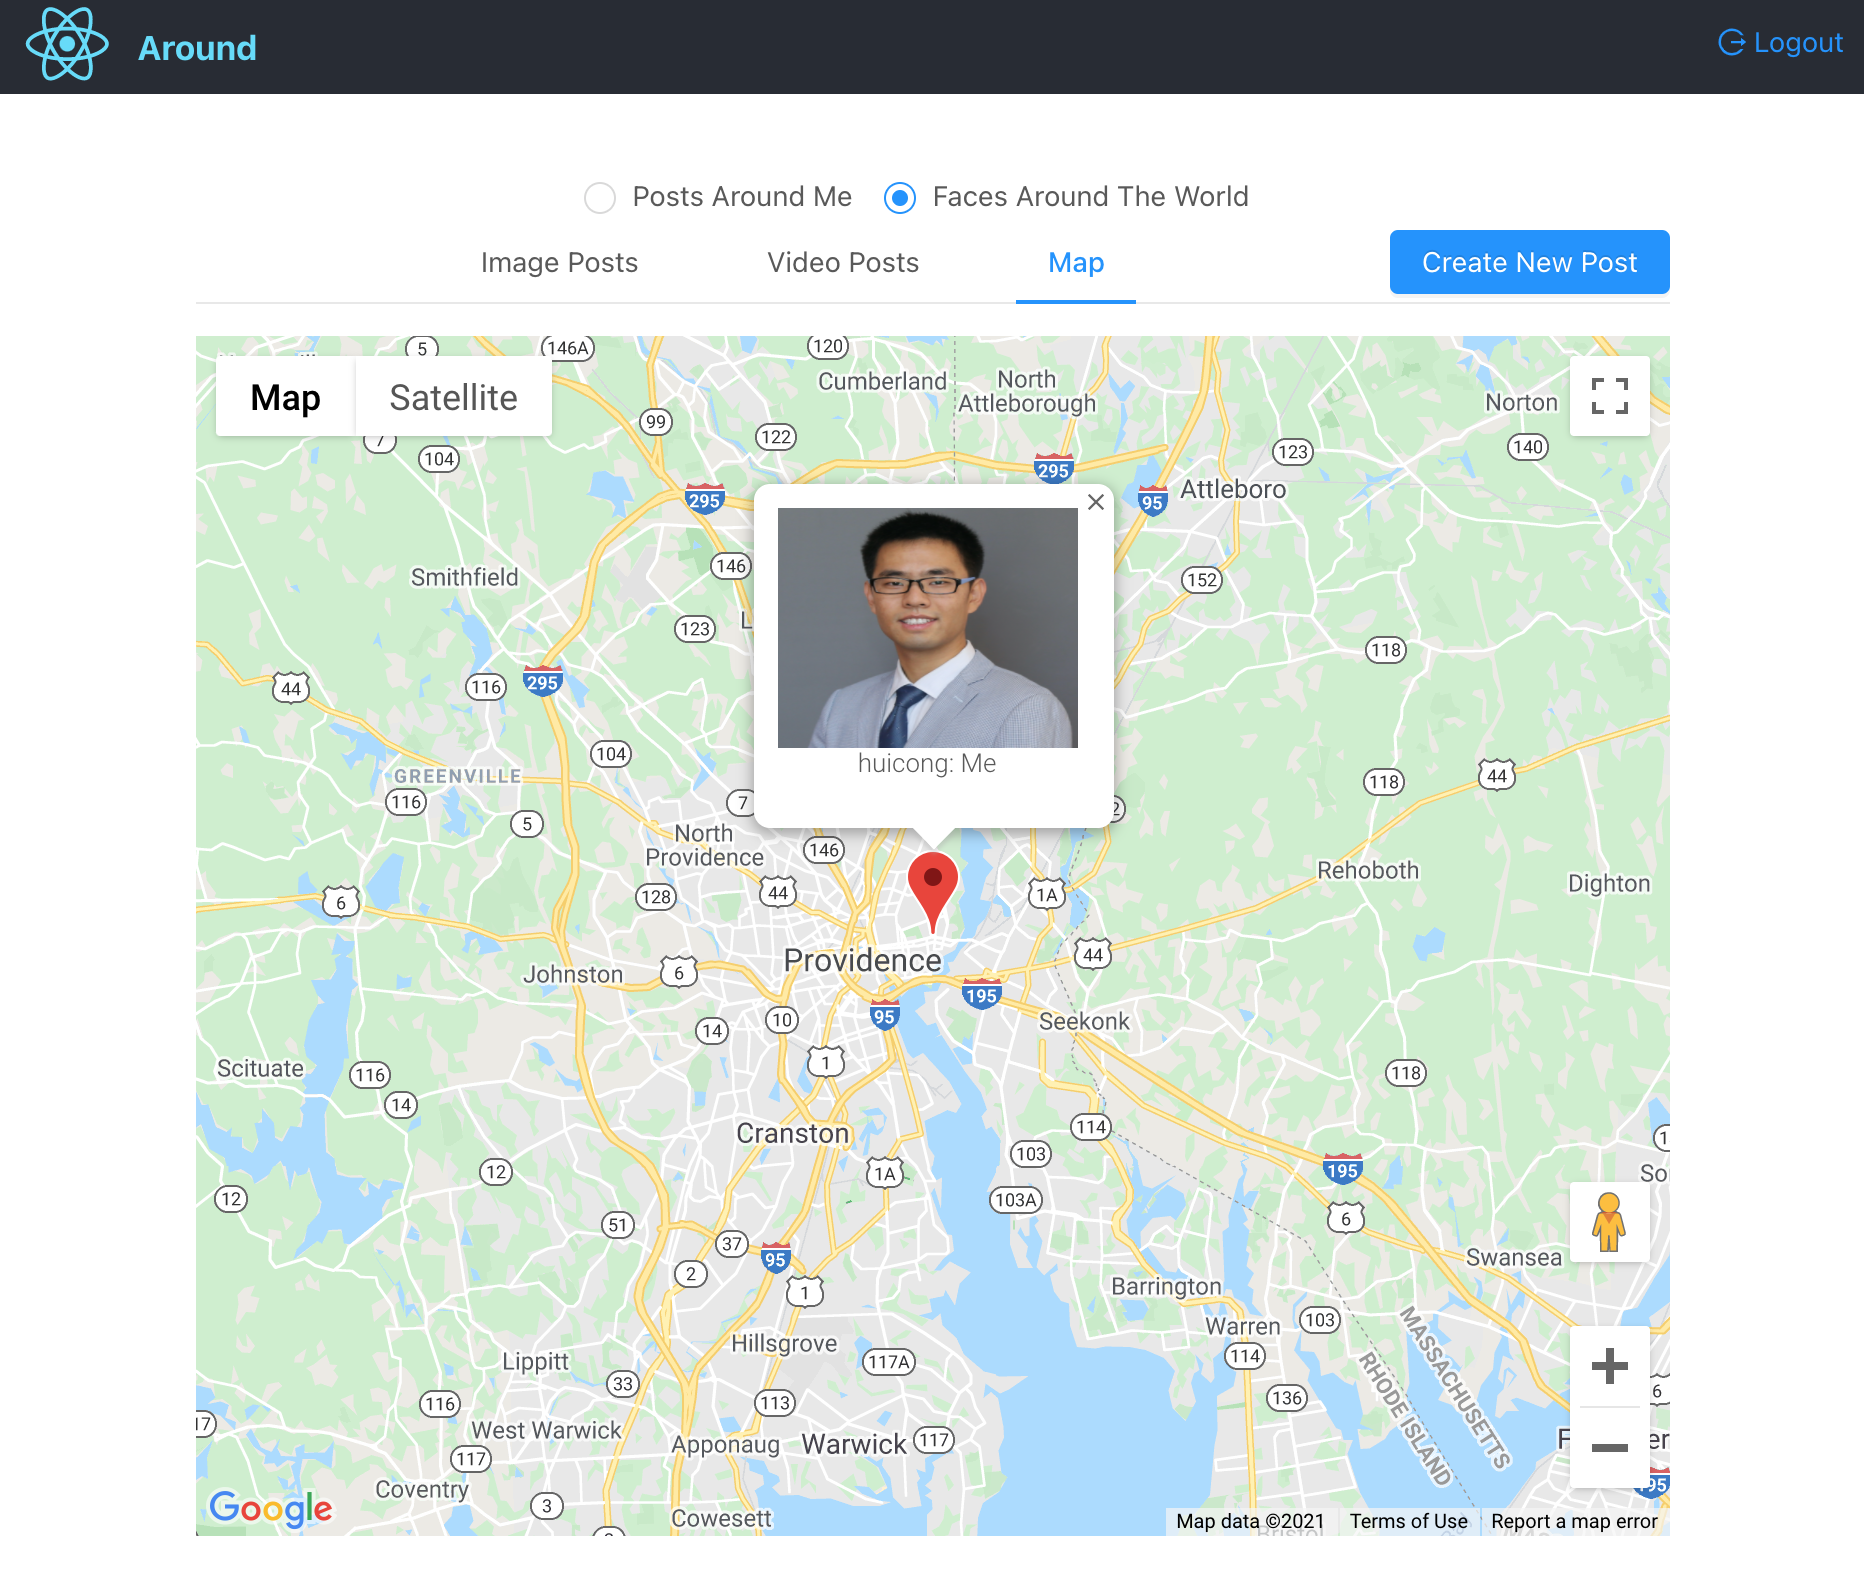 Around
Logout
Posts Around Me
Faces Around The World
Image Posts
Video Posts
Map
Create New Post
Map
Satellite
5
146A
120
Cumberland
North
Attleborough
Norton
99
122
7
104
295
123
140
295
95
Attleboro
Smithfield
146
152
123
L
118
44
116
295
104
huicong: Me
GREENVILLE
116
118
44
5
7
2
North
Providence
146
Rehoboth
Dighton
44
128
1A
6
Providence
44
Johnston
6
195
95
10
14
Seekonk
1
Scituate
116
118
14
114
Cranston
103
1A
195
12
12
103A
So
51
6
37
95
2
1
Swansea
Barrington
Warren
103
114
MASSACHUSETTS
RHODE ISLAND
Hillsgrove
117A
Lippitt
33
136
6
116
113
17
West Warwick
Apponaug
Warwick
117
117
Coventry
3
95
Google
Cowesett
Map data ©2021
Terms of Use
Report a map error